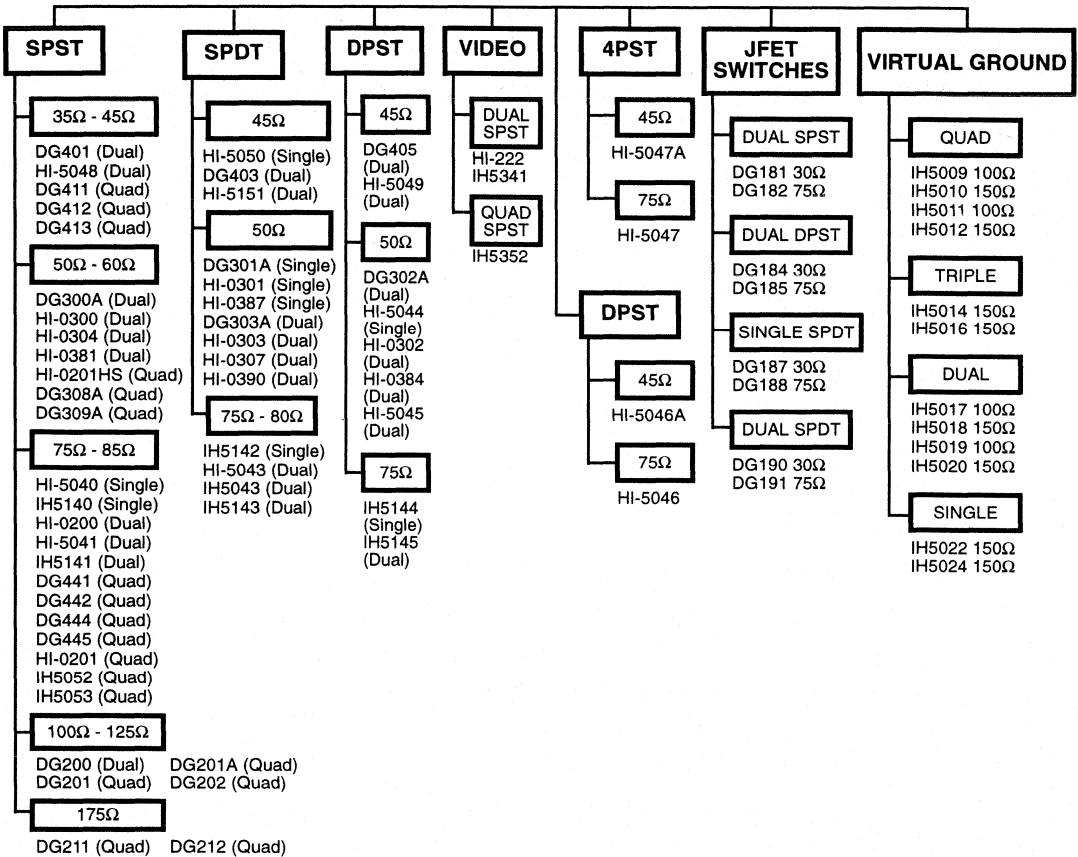 SPST
35Ω - 45Ω
DG401 (Dual)
HI-5048 (Dual)
DG411 (Quad)
DG412 (Quad)
DG413 (Quad)
50Ω - 60Ω
DG300A (Dual)
HI-0300 (Dual)
HI-0304 (Dual)
HI-0381 (Dual)
HI-0201HS (Quad)
DG308A (Quad)
DG309A (Quad)
75Ω - 85Ω
HI-5040 (Single)
IH5140 (Single)
HI-0200 (Dual)
HI-5041 (Dual)
IH5141 (Dual)
DG441 (Quad)
DG442 (Quad)
DG444 (Quad)
DG445 (Quad)
HI-0201 (Quad)
IH5052 (Quad)
IH5053 (Quad)
100Ω - 125Ω
DG200 (Dual) DG201A (Quad)
DG201 (Quad) DG202 (Quad)
175Ω
DG211 (Quad) DG212 (Quad)
SPDT
45Ω
HI-5050 (Single)
DG403 (Dual)
HI-5151 (Dual)
50Ω
DG301A (Single)
HI-0301 (Single)
HI-0387 (Single)
DG303A (Dual)
HI-0303 (Dual)
HI-0307 (Dual)
HI-0390 (Dual)
75Ω - 80Ω
IH5142 (Single)
HI-5043 (Dual)
IH5043 (Dual)
IH5143 (Dual)
DPST
45Ω
DG405
(Dual)
HI-5049
(Dual)
50Ω
DG302A
(Dual)
HI-5044
(Single)
HI-0302
(Dual)
HI-0384
(Dual)
HI-5045
(Dual)
75Ω
IH5144
(Single)
IH5145
(Dual)
VIDEO
DUAL
SPST
HI-222
IH5341
QUAD
SPST
IH5352
4PST
45Ω
HI-5047A
75Ω
HI-5047
DPST
45Ω
HI-5046A
75Ω
HI-5046
JFET
SWITCHES
DUAL SPST
DG181 30Ω
DG182 75Ω
DUAL DPST
DG184 30Ω
DG185 75Ω
SINGLE SPDT
DG187 30Ω
DG188 75Ω
DUAL SPDT
DG190 30Ω
DG191 75Ω
VIRTUAL GROUND
QUAD
IH5009 100Ω
IH5010 150Ω
IH5011 100Ω
IH5012 150Ω
TRIPLE
IH5014 150Ω
IH5016 150Ω
DUAL
IH5017 100Ω
IH5018 150Ω
IH5019 100Ω
IH5020 150Ω
SINGLE
IH5022 150Ω
IH5024 150Ω